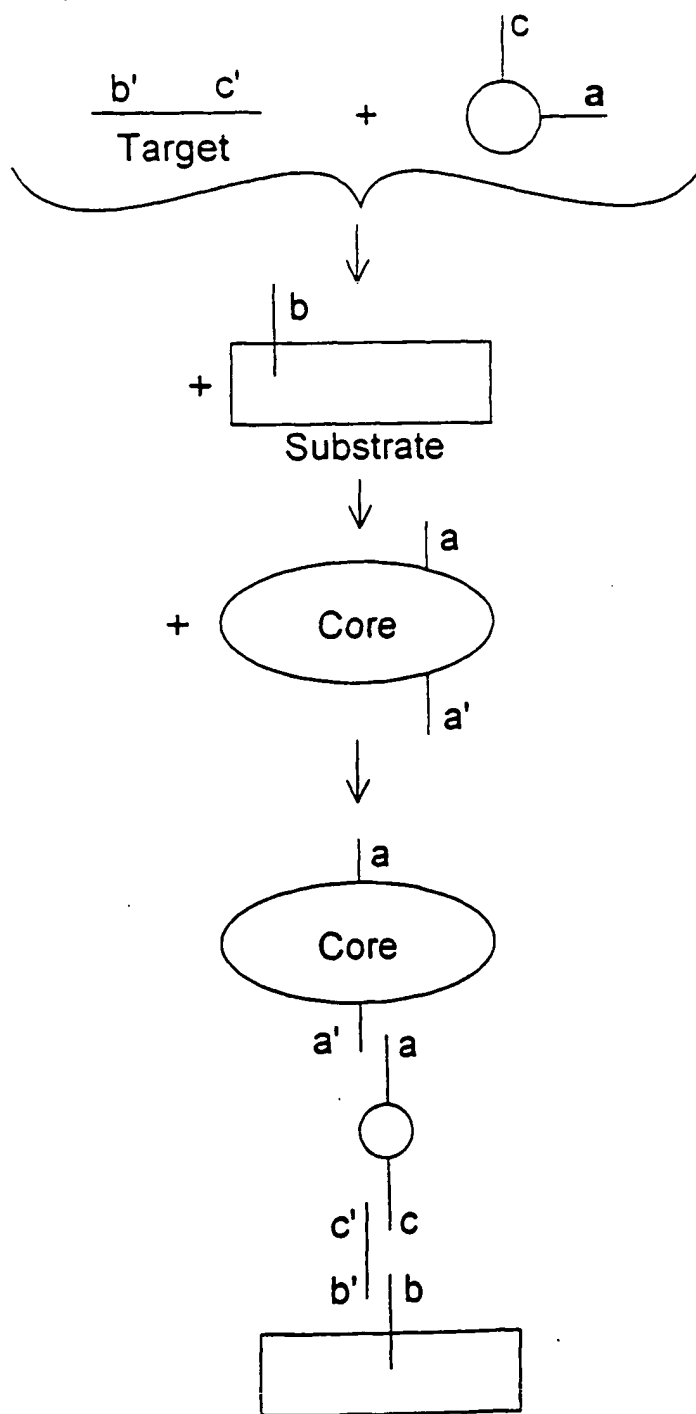 c
b' c' + a
Target
b
+
Substrate
a
+ Core
a'
a
Core
a' a
c' c
b' b